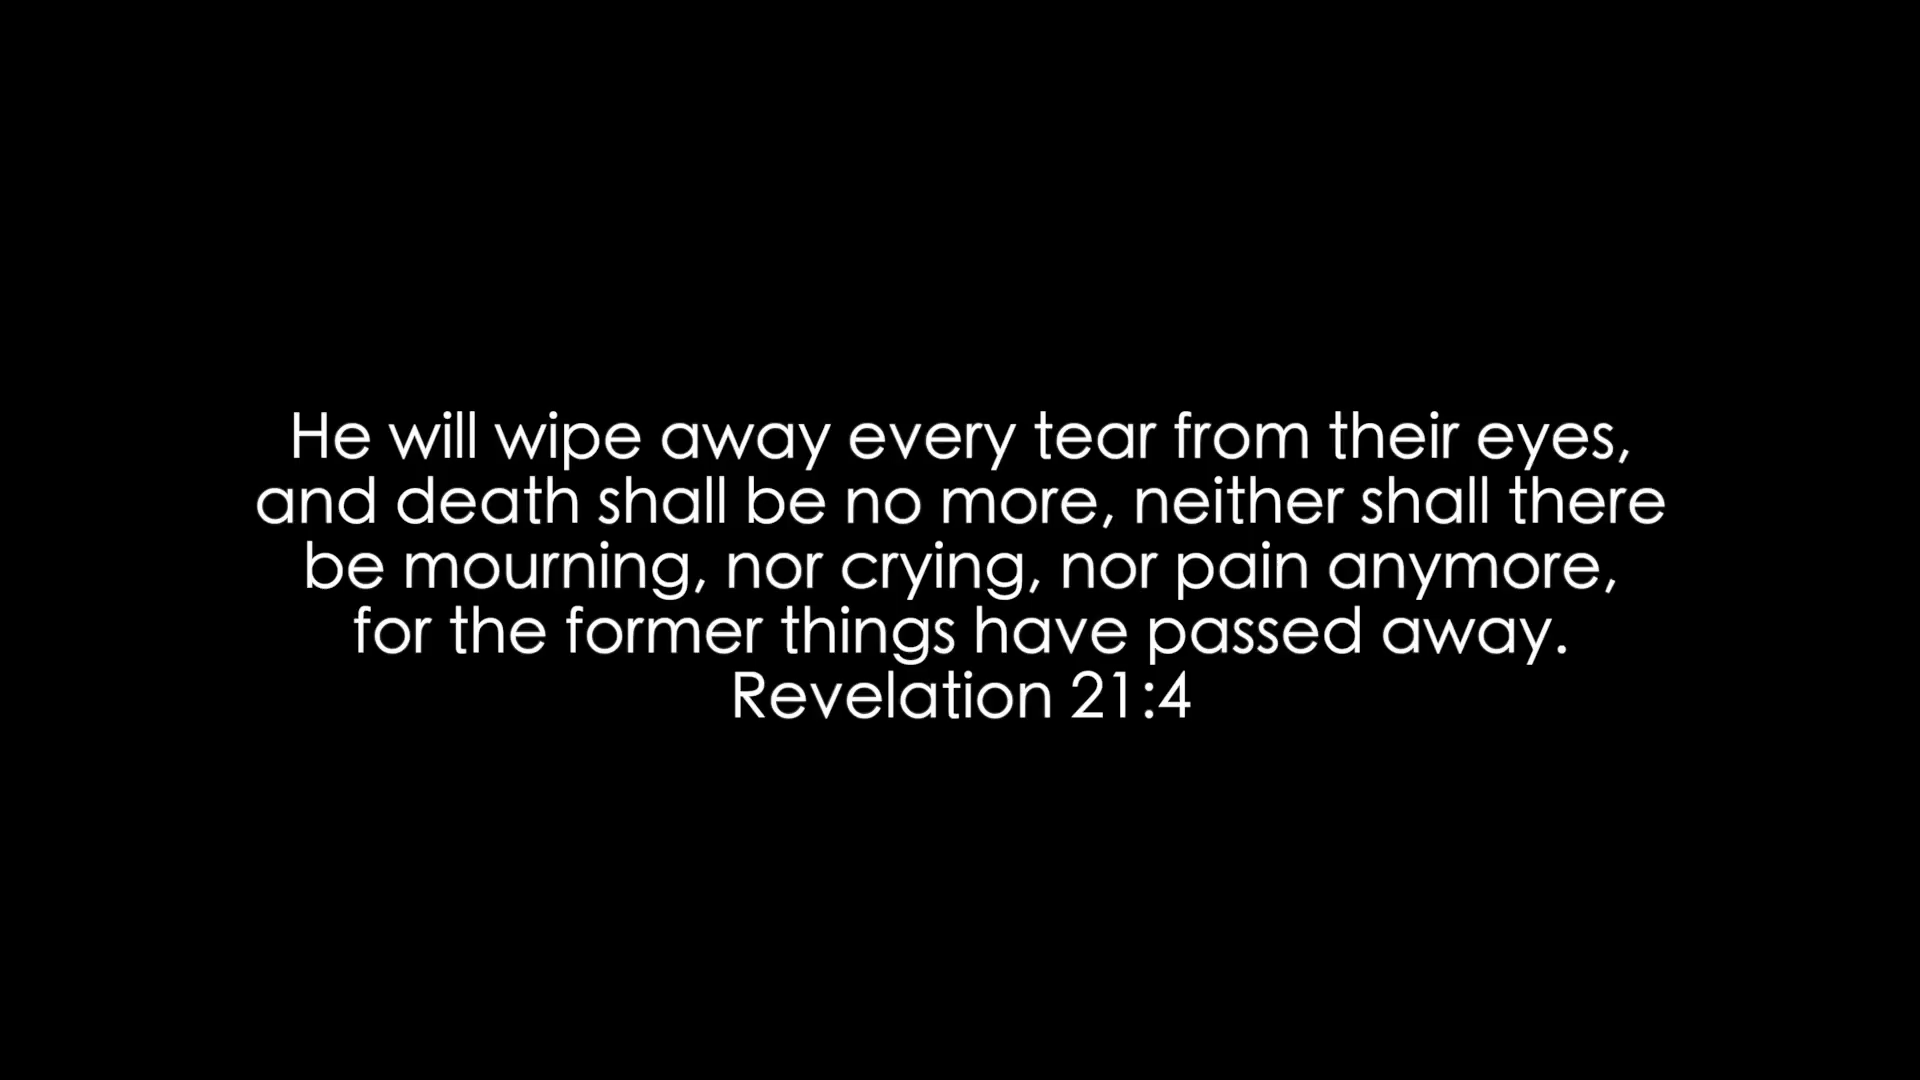 He will wipe away every tear from their eyes,
and death shall be no more, neither shall there
be mourning, nor crying, nor pain anymore,
for the former things have passed away.
Revelation 21:4